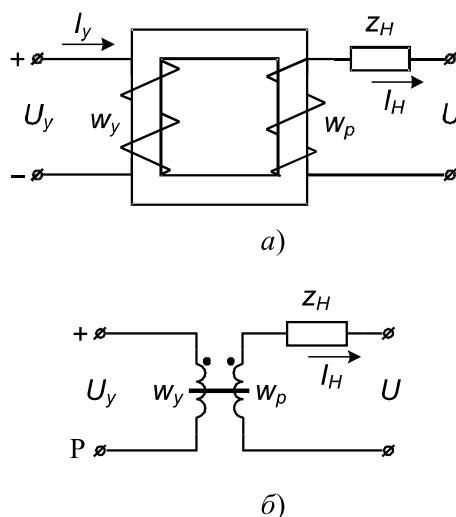 I_y z_H
+ I_H
U_y w_y w_p U
–
а)
z_H
+ I_H
U_y w_y w_p U
P
б)